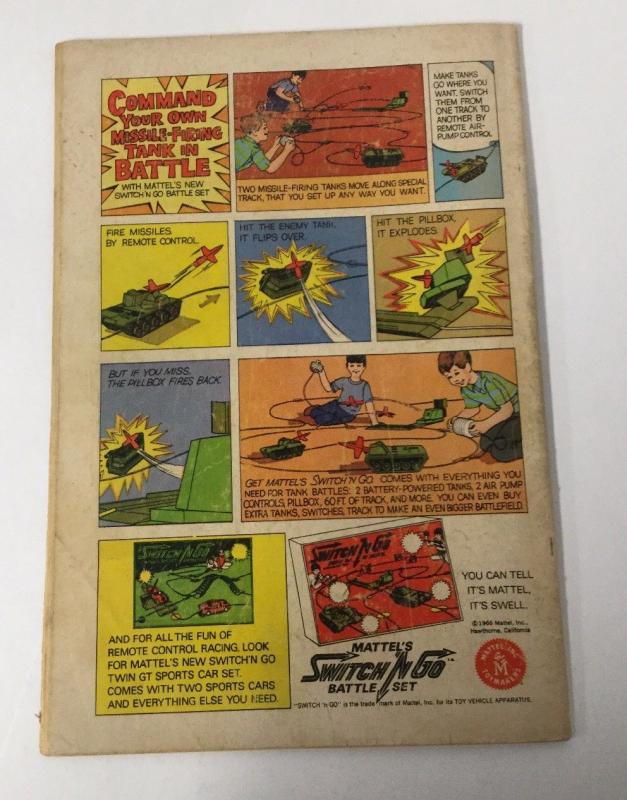 COMMAND
YOUR OWN
MISSILE-FIRING
TANK IN
BATTLE
WITH MATTEL'S NEW
SWITCH 'N GO BATTLE SET
TWO MISSILE-FIRING TANKS MOVE ALONG SPECIAL
TRACK, THAT YOU SET UP ANY WAY YOU WANT.
MAKE TANKS
GO WHERE YOU
WANT. SWITCH
THEM FROM
ONE TRACK TO
ANOTHER BY
REMOTE AIR-
PUMP CONTROL
FIRE MISSILES
BY REMOTE CONTROL.
HIT THE ENEMY TANK,
IT FLIPS OVER.
HIT THE PILLBOX,
IT EXPLODES.
BUT IF YOU MISS,
THE PILLBOX FIRES BACK.
GET MATTEL'S SWITCH 'N GO. COMES WITH EVERYTHING YOU
NEED FOR TANK BATTLES: 2 BATTERY-POWERED TANKS, 2 AIR PUMP
CONTROLS, PILLBOX, 60 FT. OF TRACK, AND MORE. YOU CAN EVEN BUY
EXTRA TANKS, SWITCHES, TRACK TO MAKE AN EVEN BIGGER BATTLEFIELD.
SWITCH 'N GO
AND FOR ALL THE FUN OF
REMOTE CONTROL RACING, LOOK
FOR MATTEL'S NEW SWITCH'N GO
TWIN GT SPORTS CAR SET.
COMES WITH TWO SPORTS CARS
AND EVERYTHING ELSE YOU NEED.
SWITCH 'N GO
MATTEL'S
SWITCH 'N GO™
BATTLE SET
YOU CAN TELL
IT'S MATTEL,
IT'S SWELL.
©1966 Mattel, Inc.,
Hawthorne, California
MATTEL, INC.
M
TOYMAKERS
"SWITCH 'n GO" is the trade mark of Mattel, Inc. for its TOY VEHICLE APPARATUS.